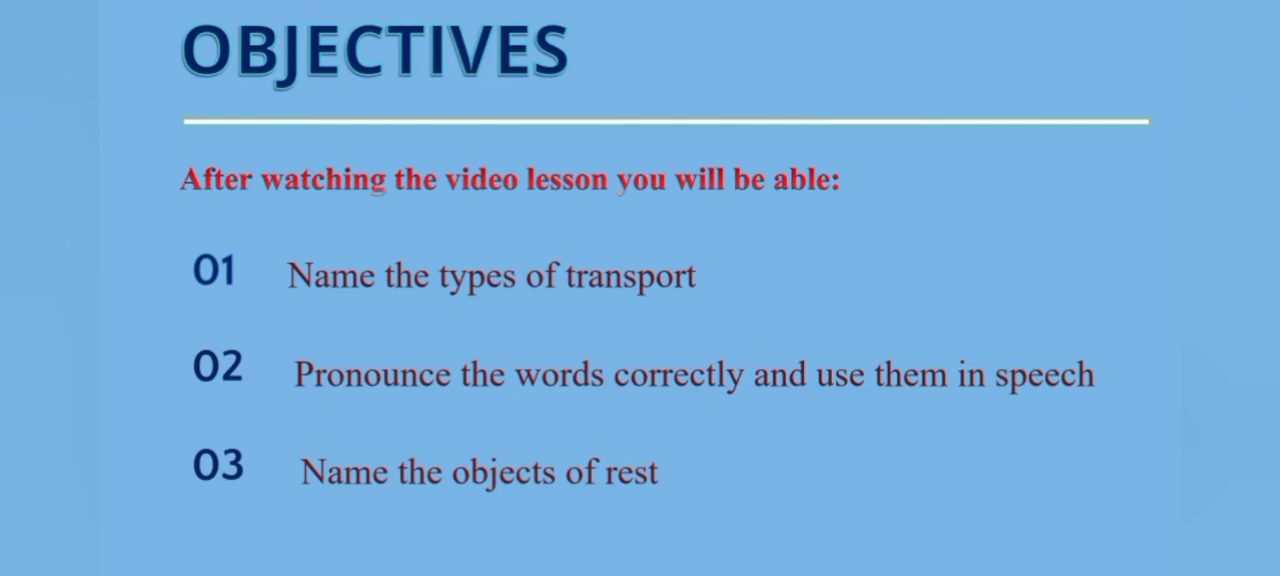 OBJECTIVES
After watching the video lesson you will be able:
01 Name the types of transport
02 Pronounce the words correctly and use them in speech
03 Name the objects of rest